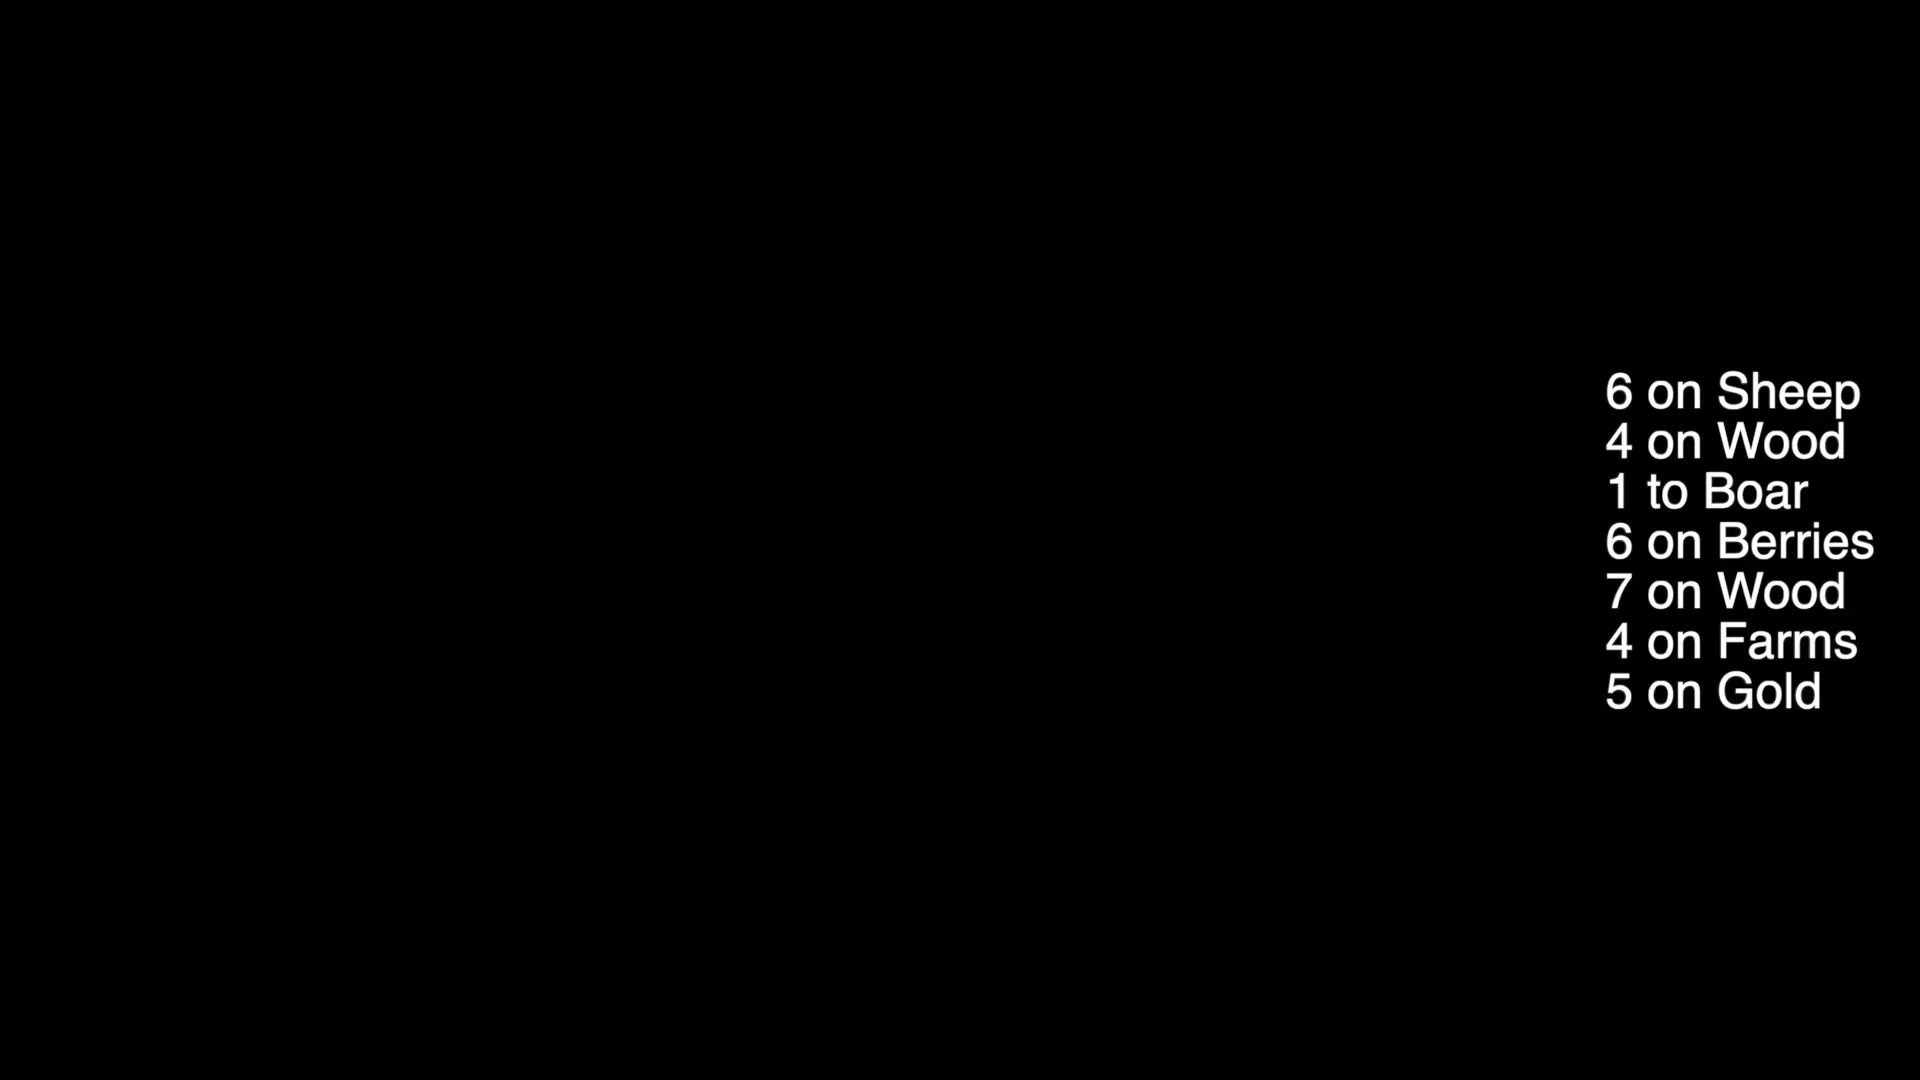 6 on Sheep
4 on Wood
1 to Boar
6 on Berries
7 on Wood
4 on Farms
5 on Gold